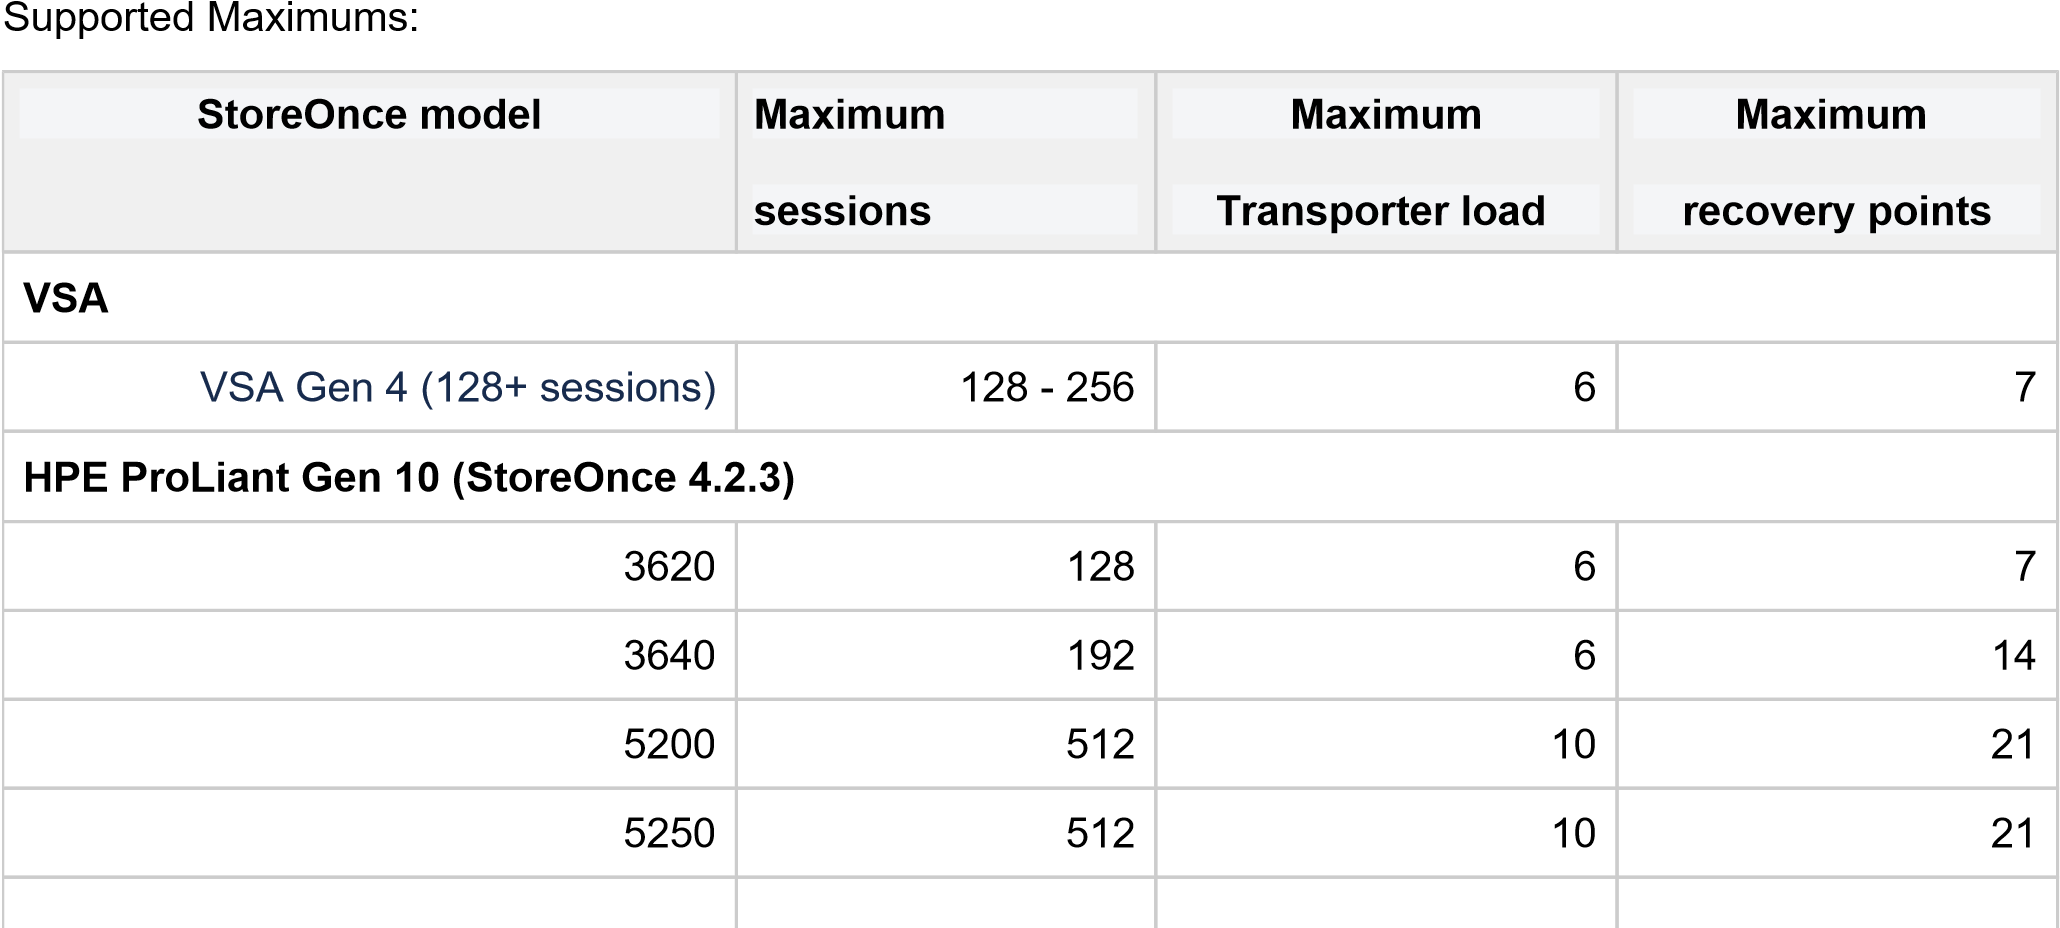 Supported Maximums:
StoreOnce model Maximum sessions Maximum Transporter load Maximum recovery points
VSA
VSA Gen 4 (128+ sessions) 128 - 256 6 7
HPE ProLiant Gen 10 (StoreOnce 4.2.3)
3620 128 6 7
3640 192 6 14
5200 512 10 21
5250 512 10 21